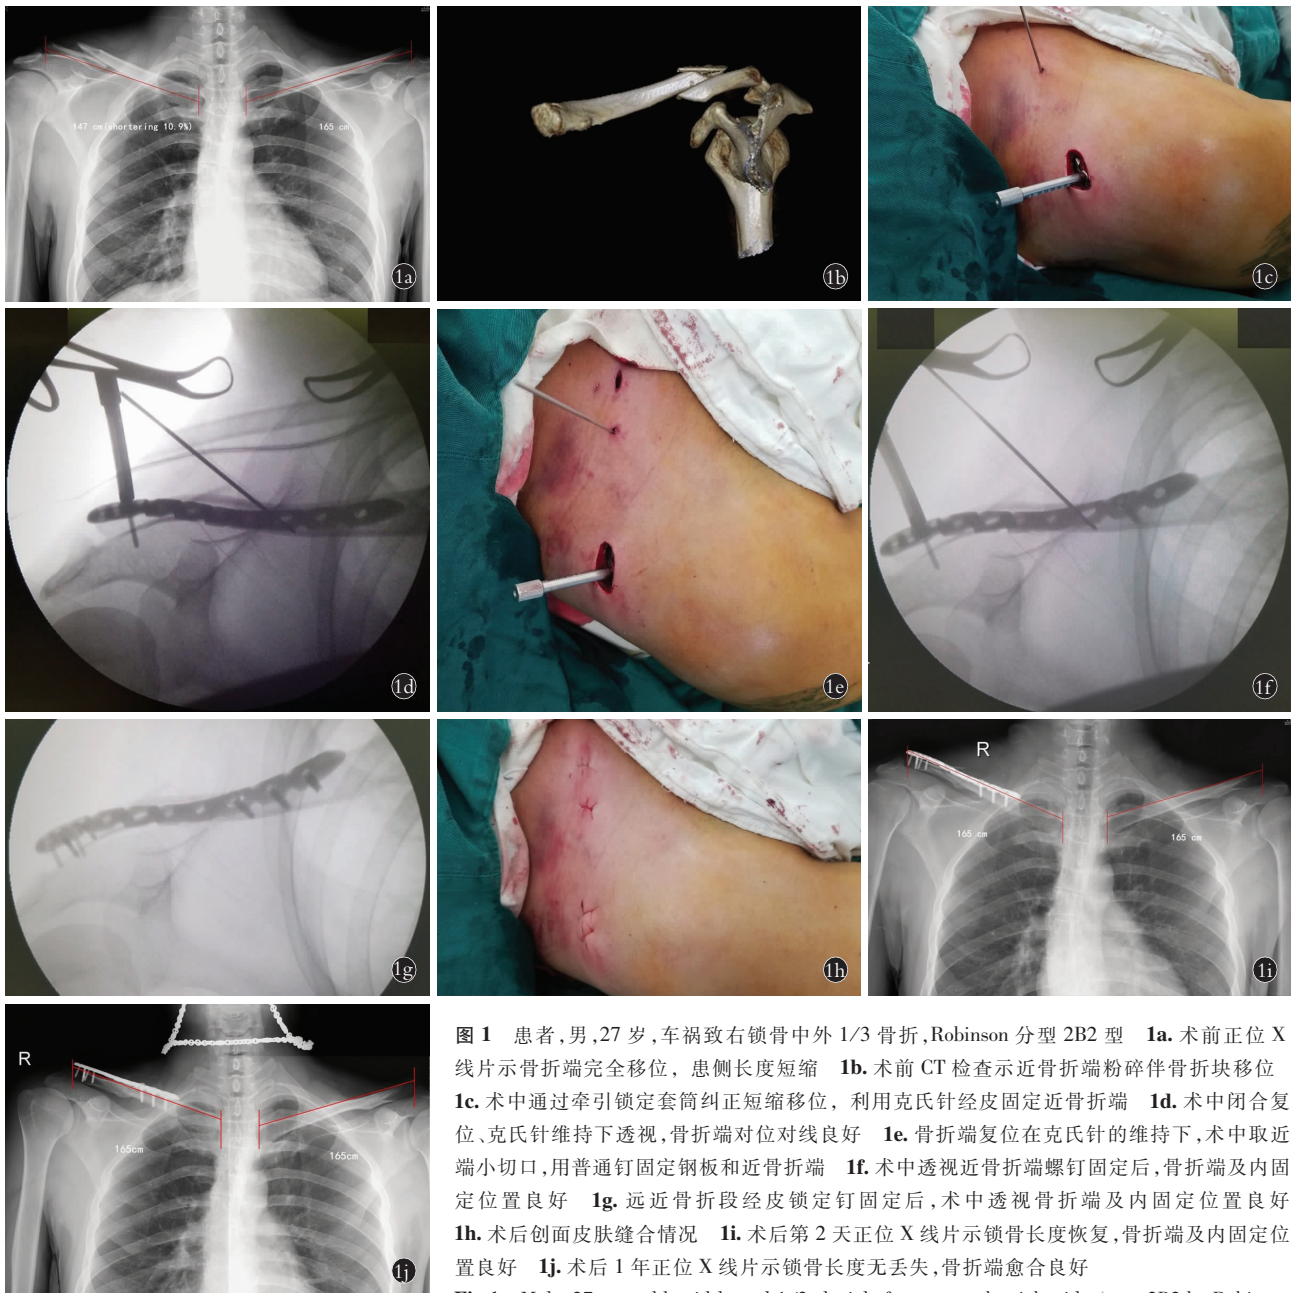 147 cm(shortering 10.9%)
165 cm
1a
1b
1c
1d
1e
1f
1g
1h
R
165 cm
165 cm
1i
R
165cm
165cm
1j
图 1 患者,男,27 岁,车祸致右锁骨中外 1/3 骨折,Robinson 分型 2B2 型 1a. 术前正位 X
线片示骨折端完全移位，患侧长度短缩 1b. 术前 CT 检查示近骨折端粉碎伴骨折块移位
1c. 术中通过牵引锁定套筒纠正短缩移位，利用克氏针经皮固定近骨折端 1d. 术中闭合复
位、克氏针维持下透视,骨折端对位对线良好 1e. 骨折端复位在克氏针的维持下,术中取近
端小切口,用普通钉固定钢板和近骨折端 1f. 术中透视近骨折端螺钉固定后,骨折端及内固
定位置良好 1g. 远近骨折段经皮锁定钉固定后,术中透视骨折端及内固定位置良好
1h. 术后创面皮肤缝合情况 1i. 术后第 2 天正位 X 线片示锁骨长度恢复,骨折端及内固定位
置良好 1j. 术后 1 年正位 X 线片示锁骨长度无丢失,骨折端愈合良好